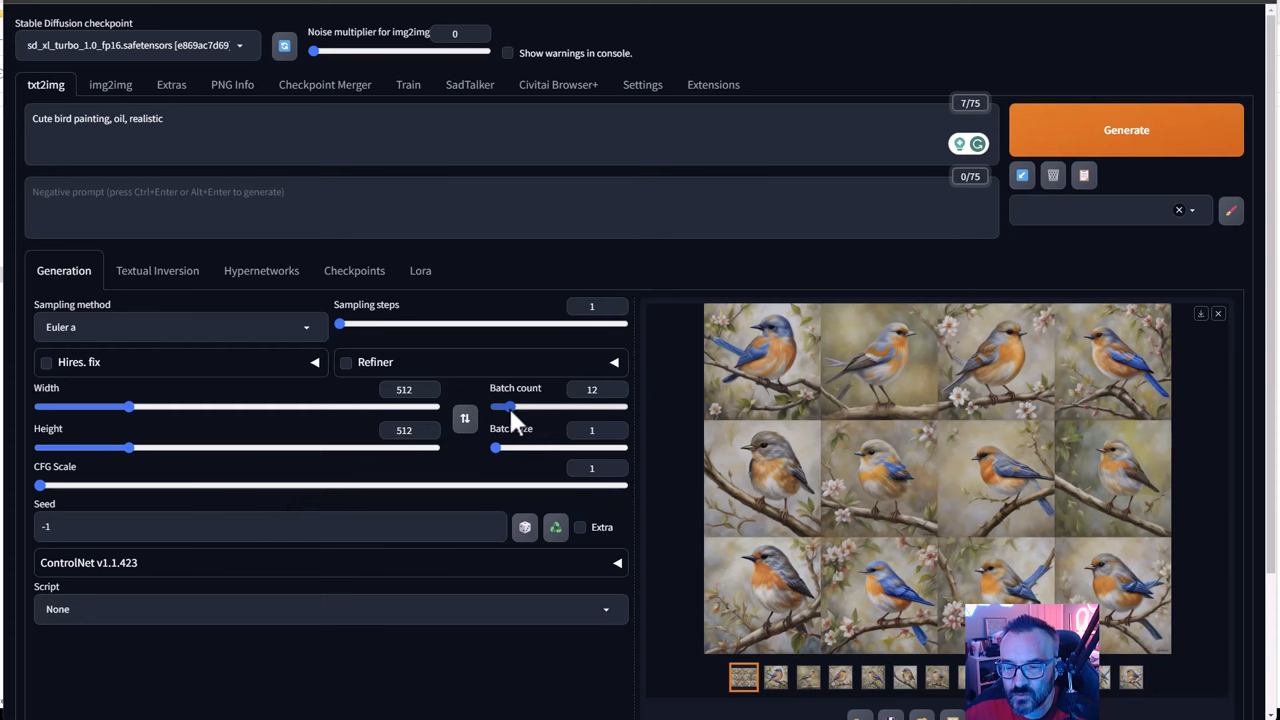 Stable Diffusion checkpoint
sd_xl_turbo_1.0_fp16.safetensors [e869ac7d69
Noise multiplier for img2img
0
Show warnings in console.
txt2img
img2img
Extras
PNG Info
Checkpoint Merger
Train
SadTalker
Civitai Browser+
Settings
Extensions
Cute bird painting, oil, realistic
7/75
Generate
Negative prompt (press Ctrl+Enter or Alt+Enter to generate)
0/75
Generation
Textual Inversion
Hypernetworks
Checkpoints
Lora
Sampling method
Euler a
Sampling steps
1
Hires. fix
Refiner
Width
512
Batch count
12
Height
512
1
CFG Scale
1
Seed
-1
Extra
ControlNet v1.1.423
Script
None